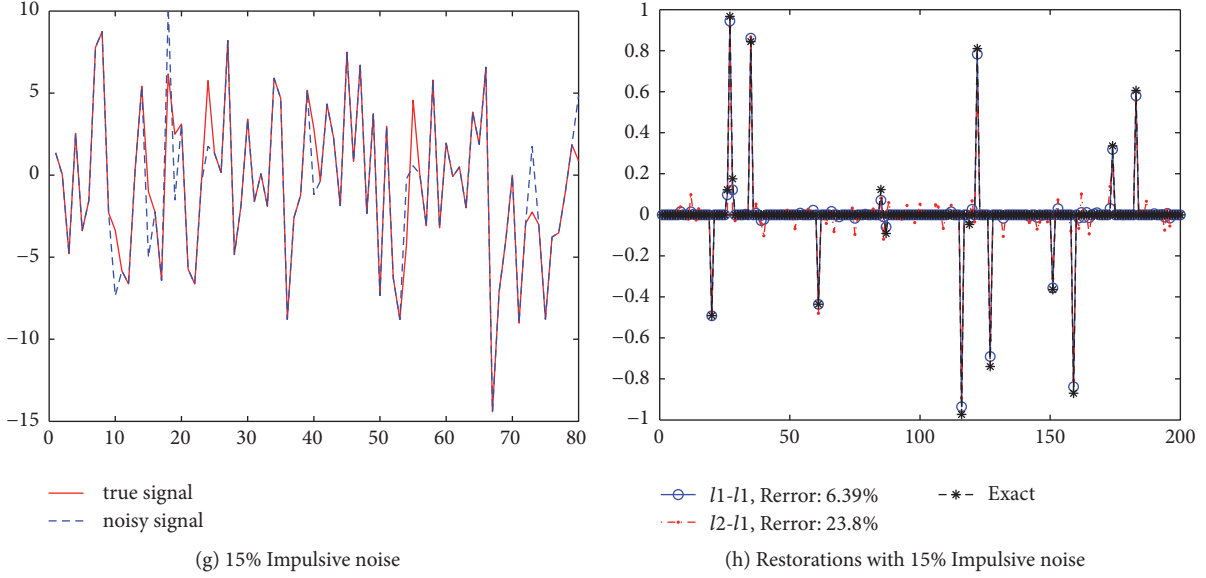 10
5
0
−5
−10
−15
0 10 20 30 40 50 60 70 80
true signal
noisy signal
(g) 15% Impulsive noise
1
0.8
0.6
0.4
0.2
0
−0.2
−0.4
−0.6
−0.8
−1
0 50 100 150 200
l1-l1, Rerror: 6.39%
l2-l1, Rerror: 23.8%
Exact
(h) Restorations with 15% Impulsive noise